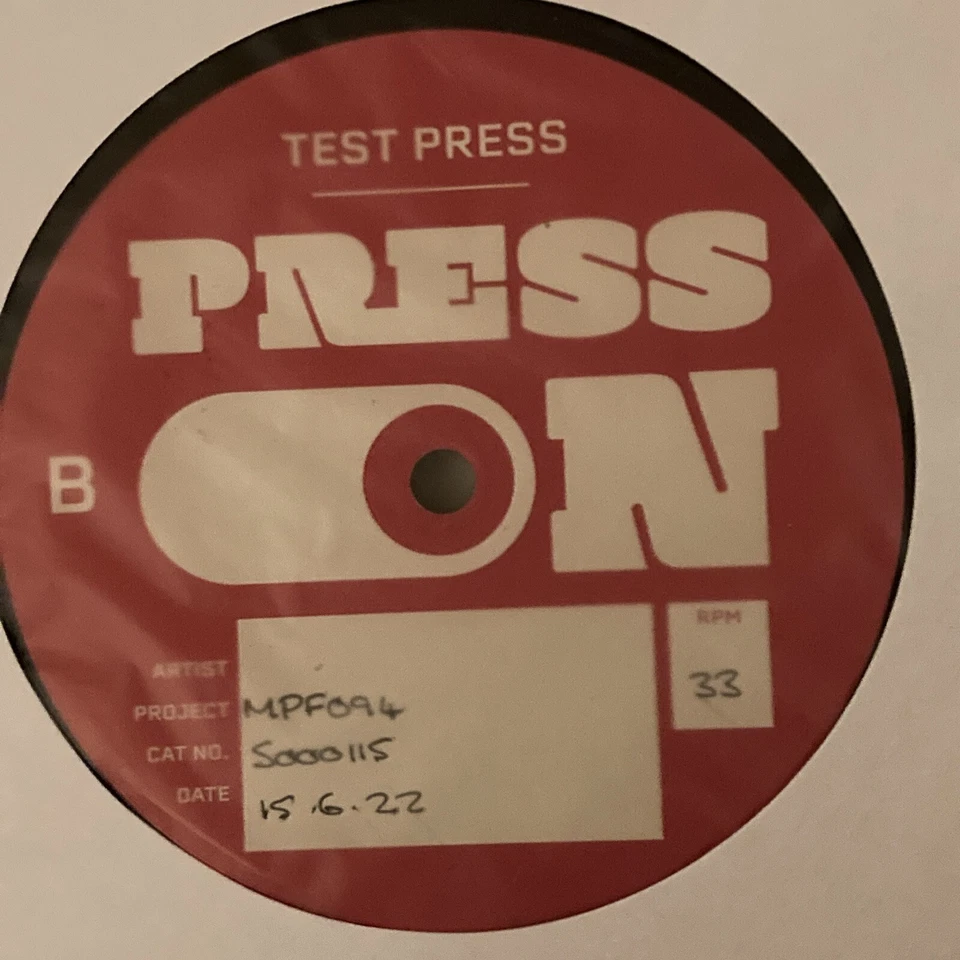 TEST PRESS
PRESS
ON
B
RPM
33
ARTIST
PROJECT MPF094
CAT NO. S000115
DATE 15.6.22